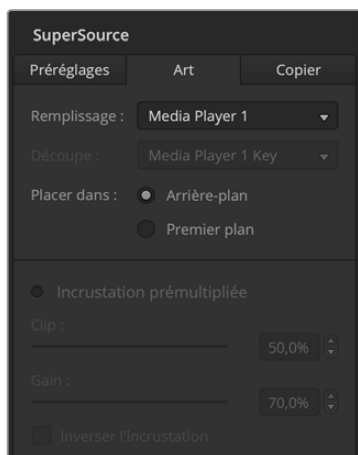 SuperSource
Préréglages Art Copier
Remplissage : Media Player 1
Découpe : Media Player 1 Key
Placer dans : Arrière-plan
Premier plan
Incrustation prémultipliée
Clip :
50,0%
Gain :
70,0%
Inverser l'incrustation